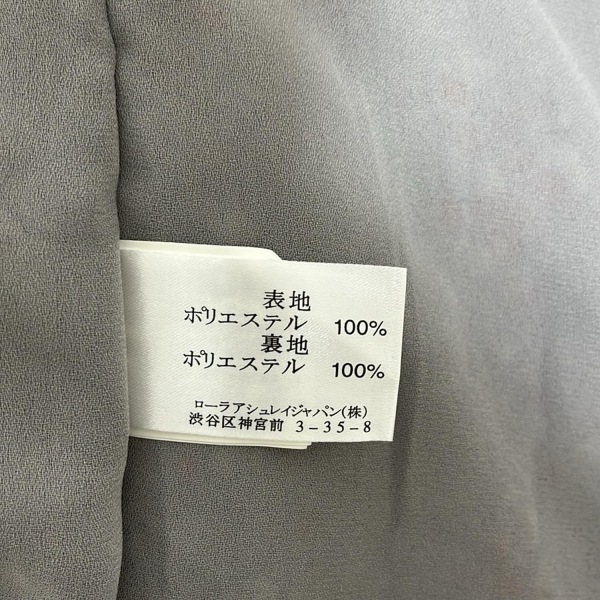 表地
ポリエステル 100%
裏地
ポリエステル 100%
ローラアシュレイジャパン(株)
渋谷区神宮前 3-35-8